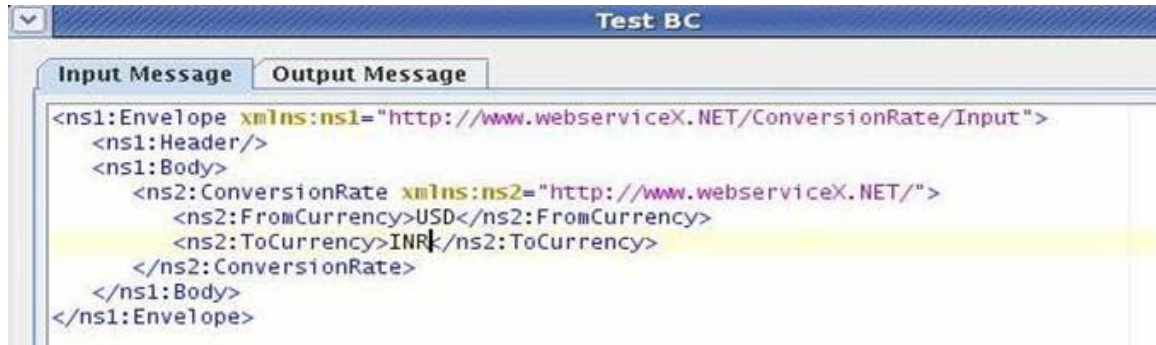 Test BC
Input Message Output Message
<ns1:Envelope xmlns:ns1="http://www.webserviceX.NET/ConversionRate/Input">
<ns1:Header/>
<ns1:Body>
<ns2:ConversionRate xmlns:ns2="http://www.webserviceX.NET/">
<ns2:FromCurrency>USD</ns2:FromCurrency>
<ns2:ToCurrency>INR</ns2:ToCurrency>
</ns2:ConversionRate>
</ns1:Body>
</ns1:Envelope>